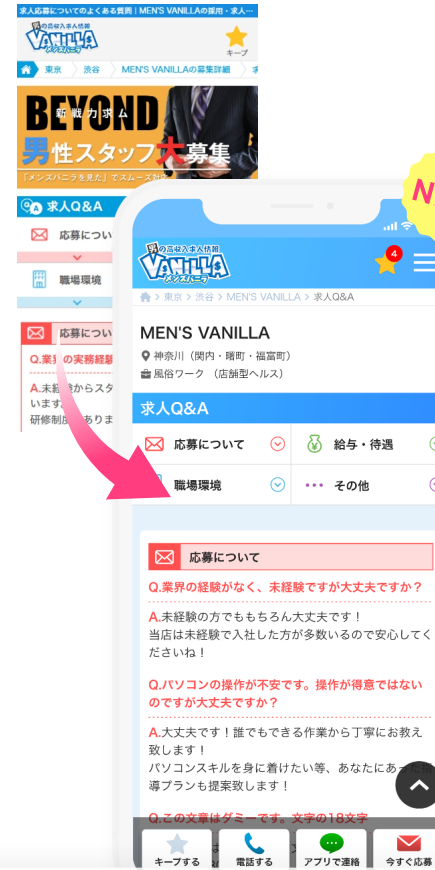 求人応募についてのよくある質問 | MEN'S VANILLAの採用・求人…
男の高収入求人情報
VANILLA
メンズバニラ
キープ
東京 渋谷 MEN'S VANILLAの募集詳細
BEYOND
新戦力求ム
男性スタッフ大募集
「メンズバニラを見た」でスムーズ対応
求人Q&A
応募につい
職場環境
応募につい
Q.業界の実務経験
A.未経験からスタ
います
研修制度 ありま
N
男の高収入求人情報
VANILLA
メンズバニラ
4
東京 > 渋谷 > MEN'S VANILLA > 求人Q&A
MEN'S VANILLA
神奈川（関内・曙町・福富町）
風俗ワーク （店舗型ヘルス）
求人Q&A
応募について 給与・待遇
職場環境 その他
応募について
Q.業界の経験がなく、未経験ですが大丈夫ですか？
A.未経験の方でももちろん大丈夫です！
当店は未経験で入社した方が多数いるので安心してく
ださいね！
Q.パソコンの操作が不安です。操作が得意ではない
のですが大丈夫ですか？
A.大丈夫です！誰でもできる作業から丁寧にお教え
致します！
パソコンスキルを身に着けたい等、あなたにあった指
導プランも提案致します！
Q.この文章はダミーです。文字の18文字
キープする 電話する アプリで連絡 今すぐ応募